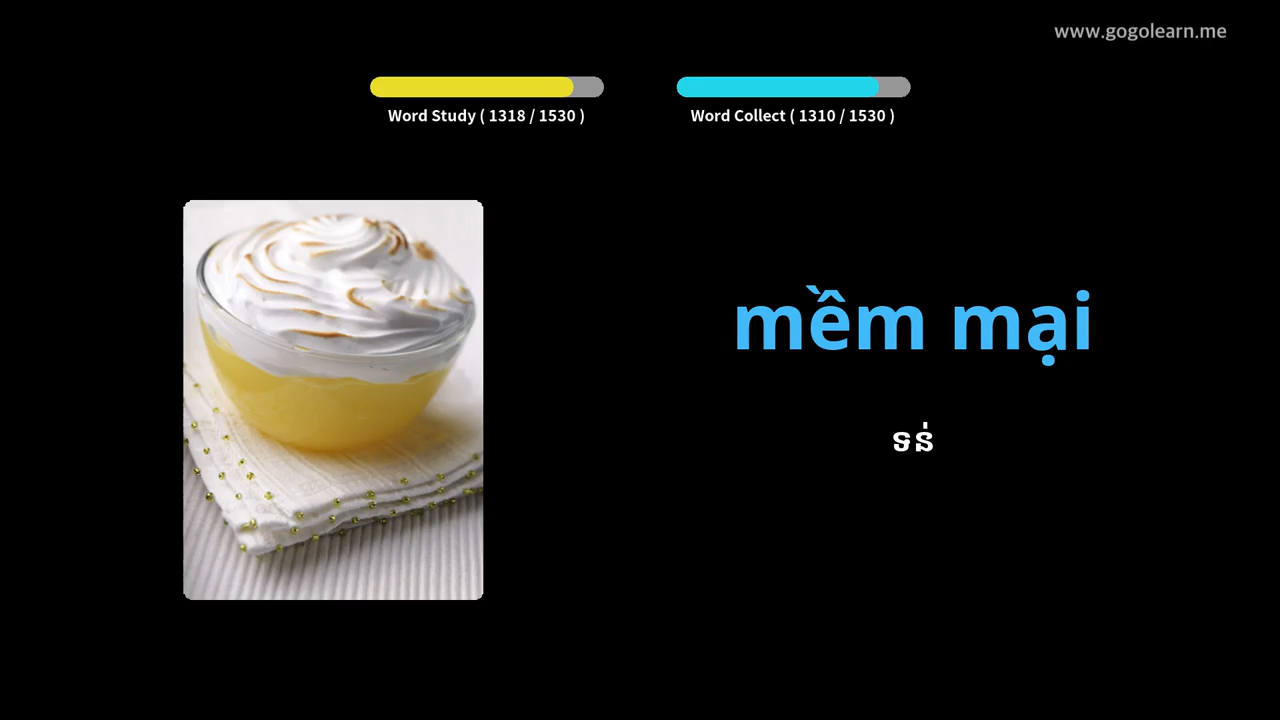 www.gogolearn.me
Word Study ( 1318 / 1530 )
Word Collect ( 1310 / 1530 )
mềm mại
ទន់